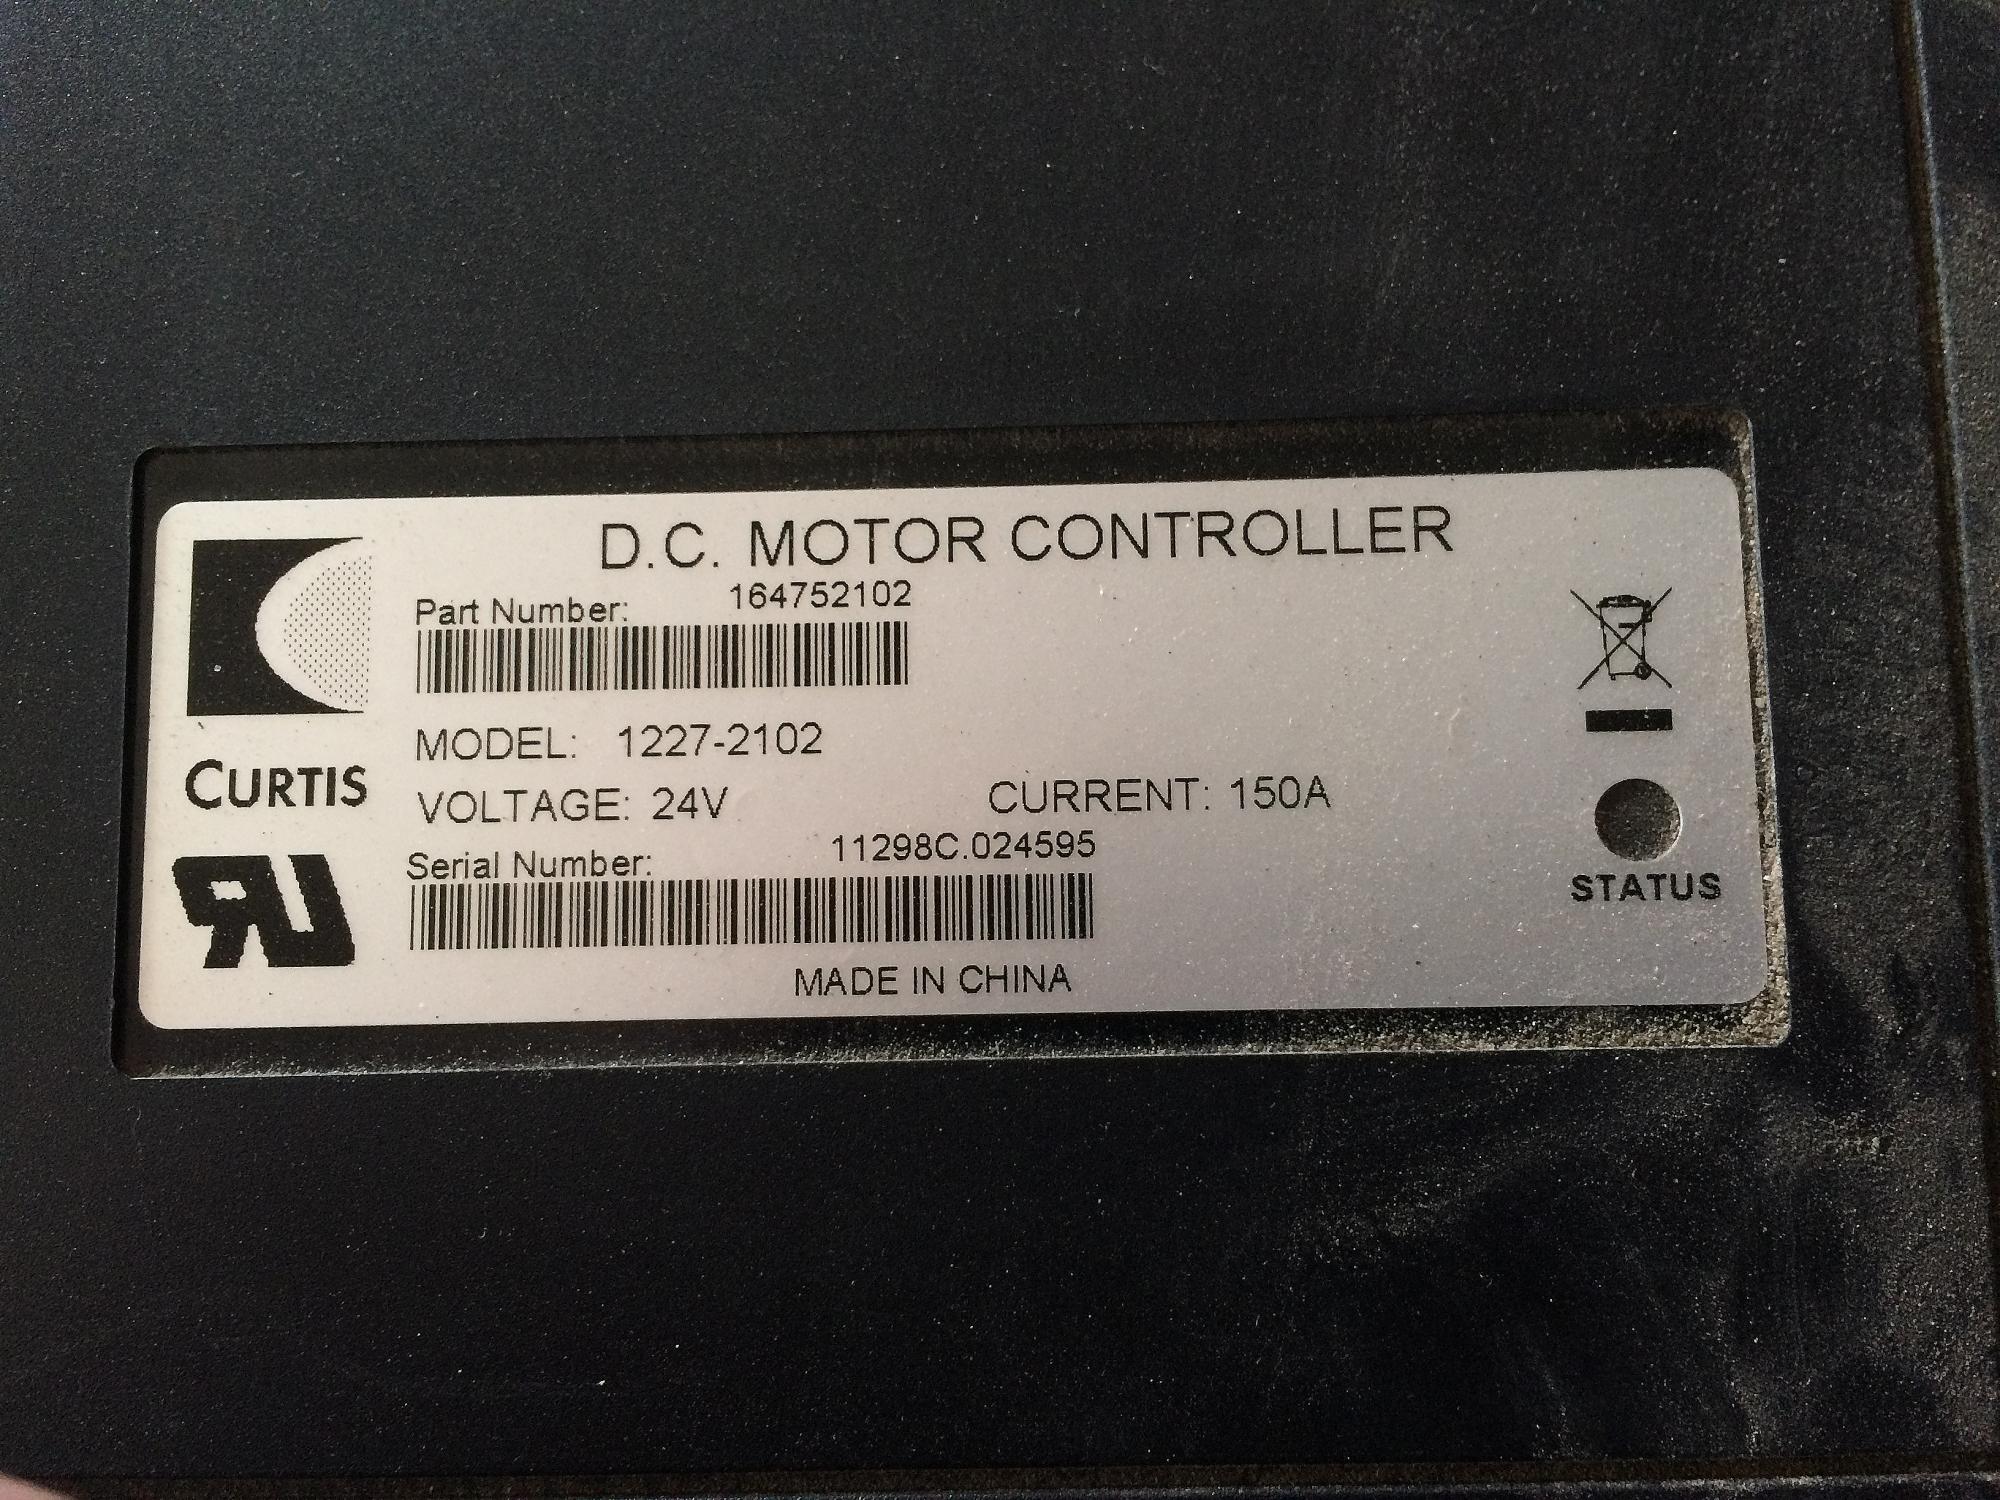 D.C. MOTOR CONTROLLER
Part Number: 164752102
MODEL: 1227-2102
CURTIS
VOLTAGE: 24V CURRENT: 150A
Serial Number: 11298C.024595
RU
STATUS
MADE IN CHINA